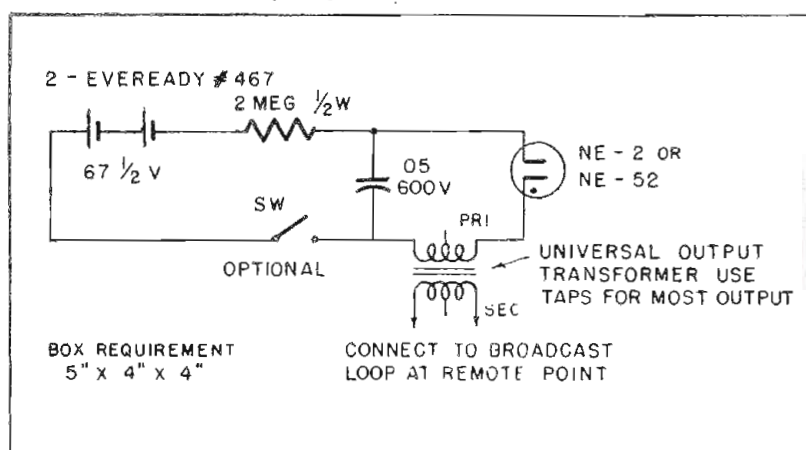 2 - EVEREADY # 467
2 MEG ½W
67 ½ V
05
600V
NE - 2 OR
NE - 52
SW
OPTIONAL
PRI
UNIVERSAL OUTPUT
TRANSFORMER USE
TAPS FOR MOST OUTPUT
SEC
BOX REQUIREMENT
5" X 4" X 4"
CONNECT TO BROADCAST
LOOP AT REMOTE POINT